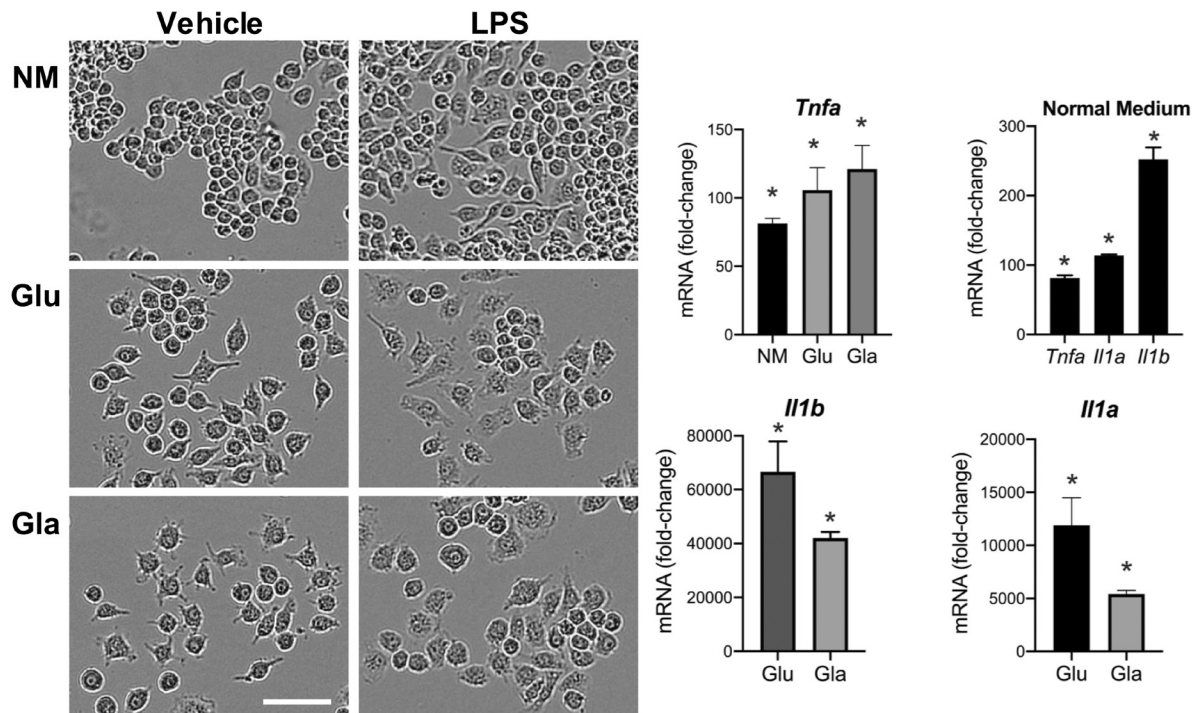 Vehicle
LPS
NM
Glu
Gla
Tnfa
mRNA (fold-change)
150
100
50
0
NM Glu Gla
Normal Medium
mRNA (fold-change)
300
200
100
0
Tnfa Il1a Il1b
Il1b
mRNA (fold-change)
80000
60000
40000
20000
0
Glu Gla
Il1a
mRNA (fold-change)
20000
15000
10000
5000
0
Glu Gla